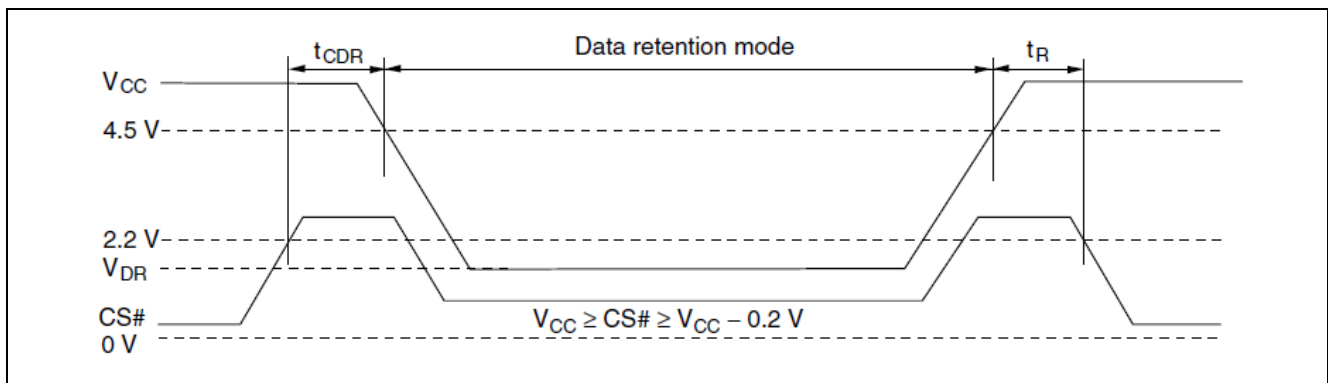 Data retention mode
tCDR
tR
VCC
4.5 V
2.2 V
VDR
CS#
VCC ≥ CS# ≥ VCC − 0.2 V
0 V